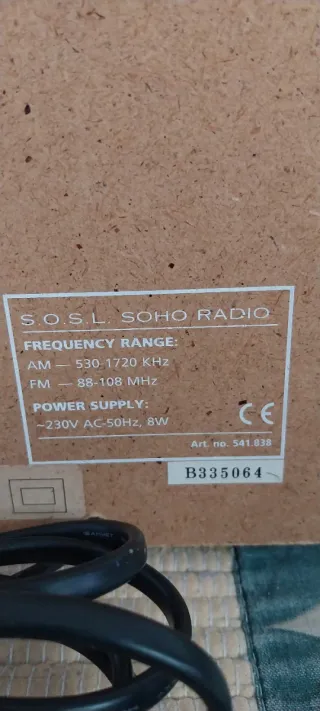 S.O.S.L. SOHO RADIO
FREQUENCY RANGE:
AM — 530-1720 KHz
FM — 88-108 MHz
POWER SUPPLY:
~230V AC-50Hz, 8W
CE
Art. no. 541.838
B335064